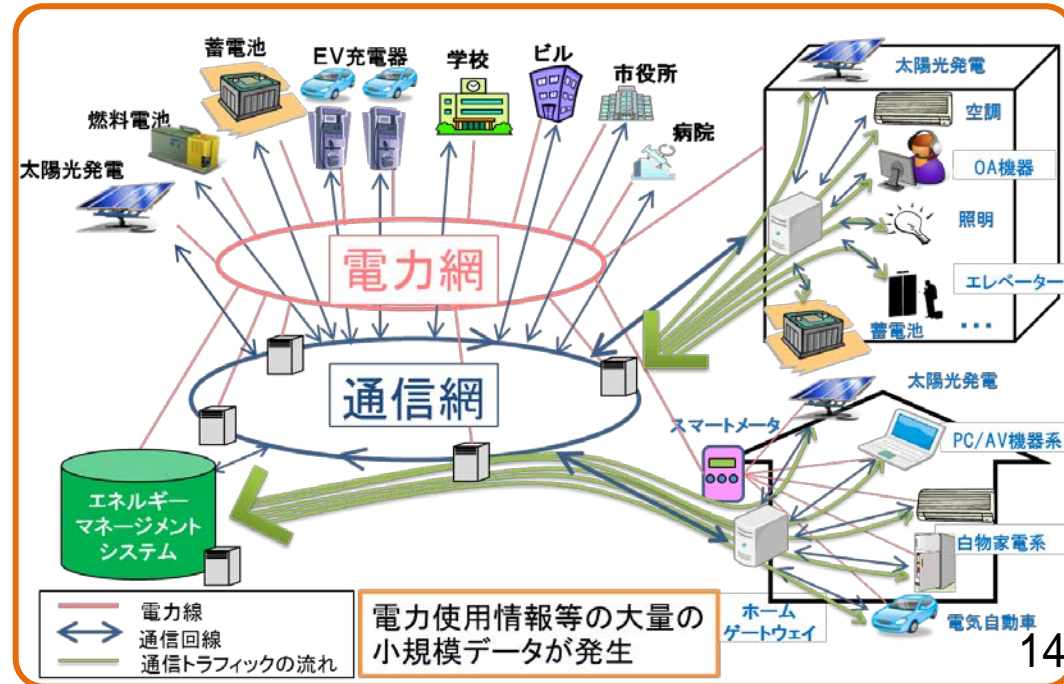 蓄電池
EV充電器
学校
ビル
市役所
病院
燃料電池
太陽光発電
電力網
通信網
エネルギー
マネージメント
システム
太陽光発電
空調
OA機器
照明
エレベーター
蓄電池
・・・
太陽光発電
スマートメータ
PC/AV機器系
白物家電系
電気自動車
ホーム
ゲートウェイ
電力線
通信回線
通信トラフィックの流れ
電力使用情報等の大量の
小規模データが発生
14